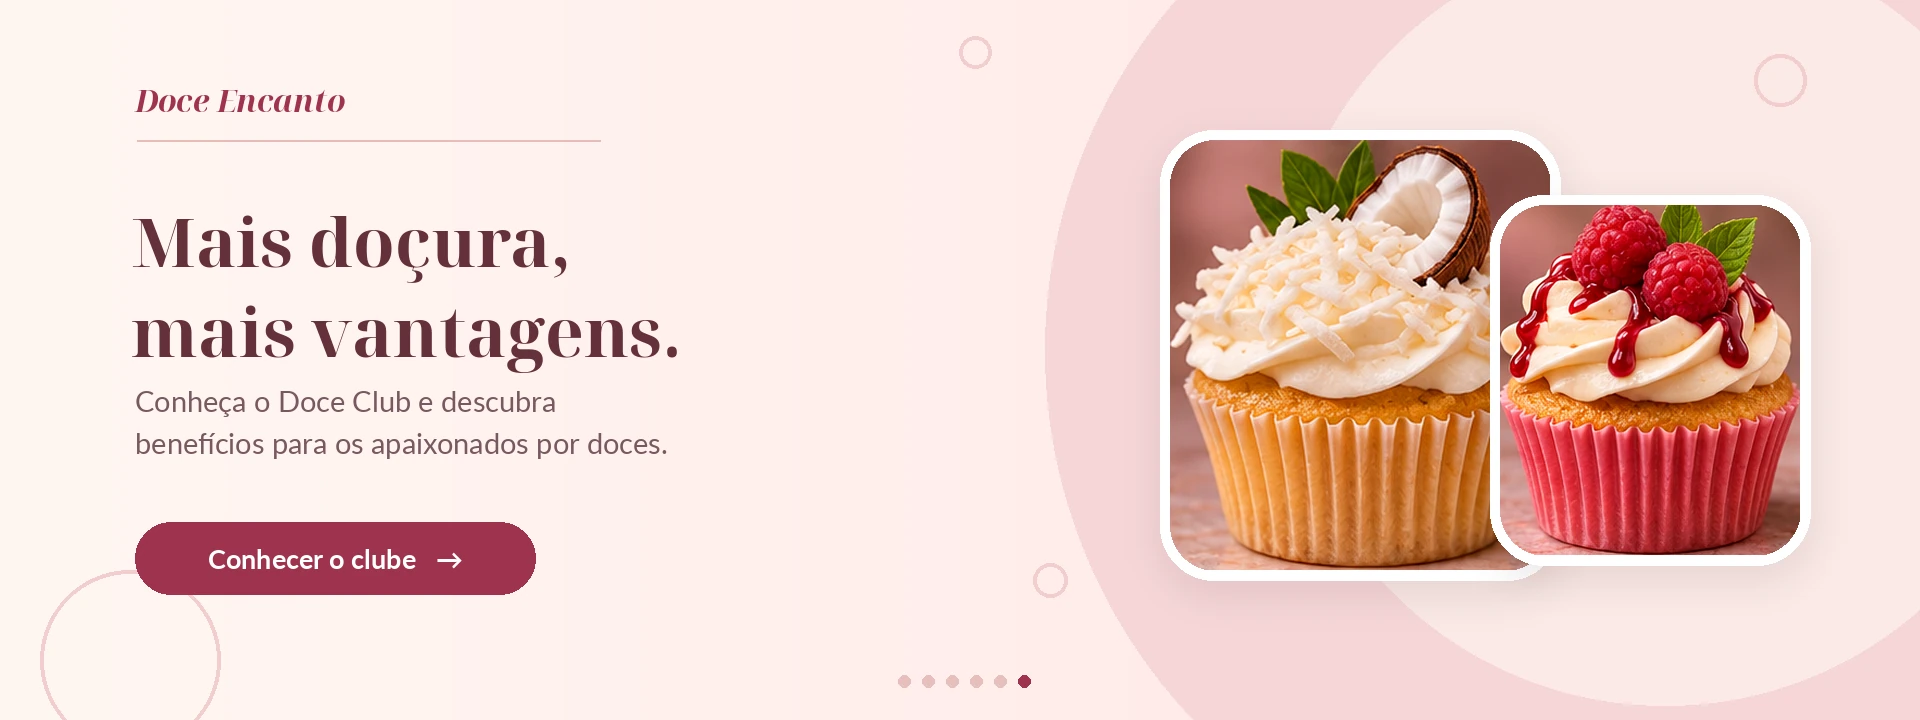 Doce Encanto
Mais doçura,
mais vantagens.
Conheça o Doce Club e descubra
benefícios para os apaixonados por doces.
Conhecer o clube →